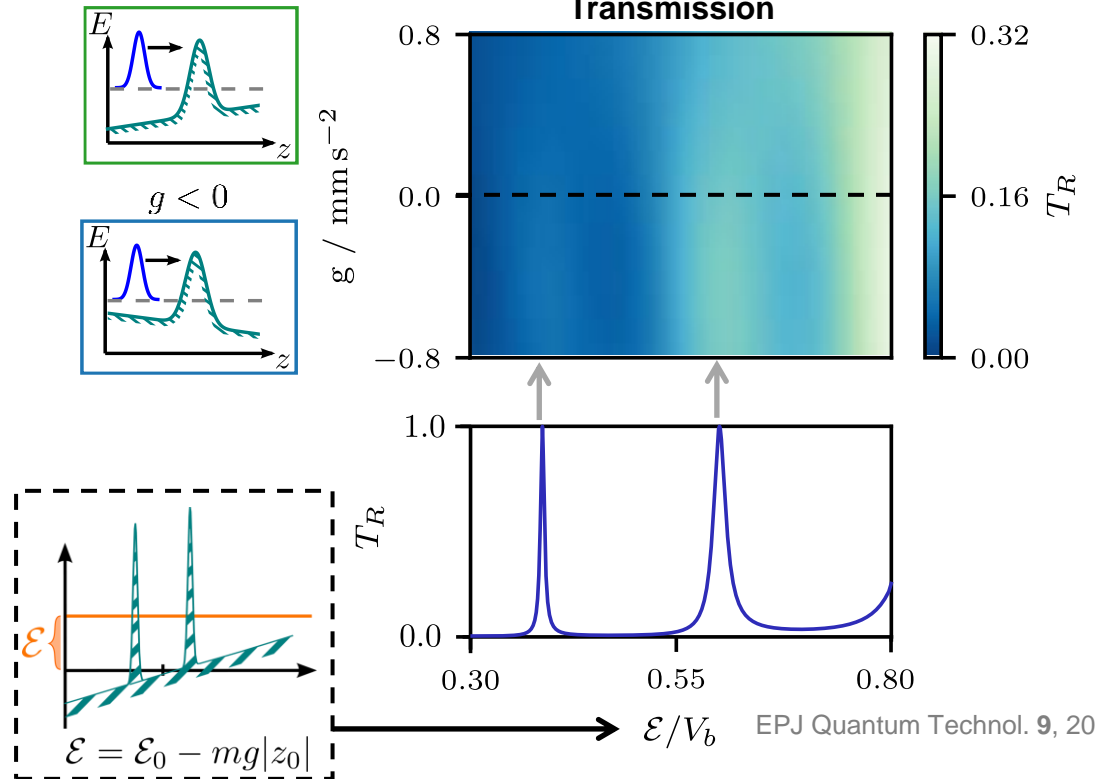 Transmission
E
z
g < 0
E
z
g / mm s⁻²
0.8
0.0
−0.8
0.32
0.16
0.00
T_R
T_R
1.0
0.0
0.30 0.55 0.80
ℰ/V_b
ℰ
ℰ = ℰ₀ − mg|z₀|
EPJ Quantum Technol. 9, 20